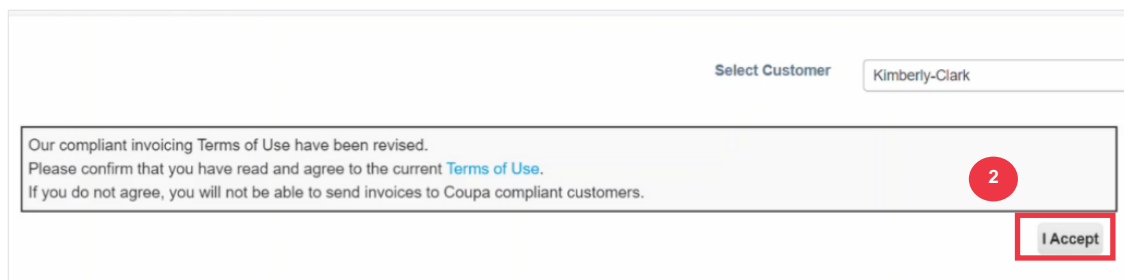 Select Customer
Kimberly-Clark
Our compliant invoicing Terms of Use have been revised.
Please confirm that you have read and agree to the current Terms of Use.
If you do not agree, you will not be able to send invoices to Coupa compliant customers.
2
I Accept